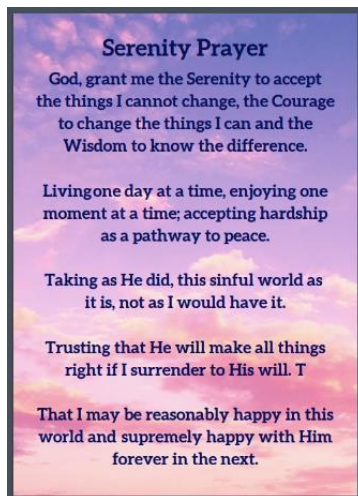 Serenity Prayer
God, grant me the Serenity to accept
the things I cannot change, the Courage
to change the things I can and the
Wisdom to know the difference.
Livingone day at a time, enjoying one
moment at a time; accepting hardship
as a pathway to peace.
Taking as He did, this sinful world as
it is, not as I would have it.
Trusting that He will make all things
right if I surrender to His will. T
That I may be reasonably happy in this
world and supremely happy with Him
forever in the next.